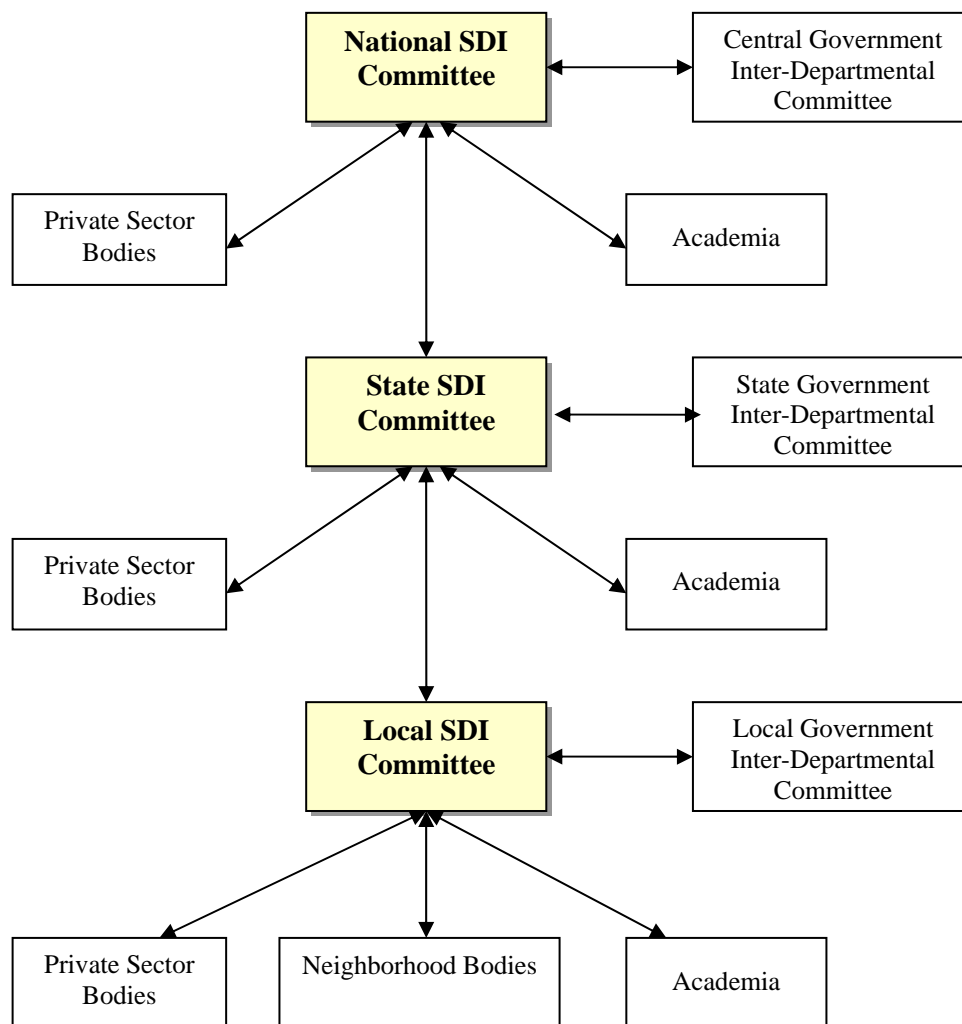 National SDI
Committee
Central Government
Inter-Departmental
Committee
Private Sector
Bodies
Academia
State SDI
Committee
State Government
Inter-Departmental
Committee
Private Sector
Bodies
Academia
Local SDI
Committee
Local Government
Inter-Departmental
Committee
Private Sector
Bodies
Neighborhood Bodies
Academia